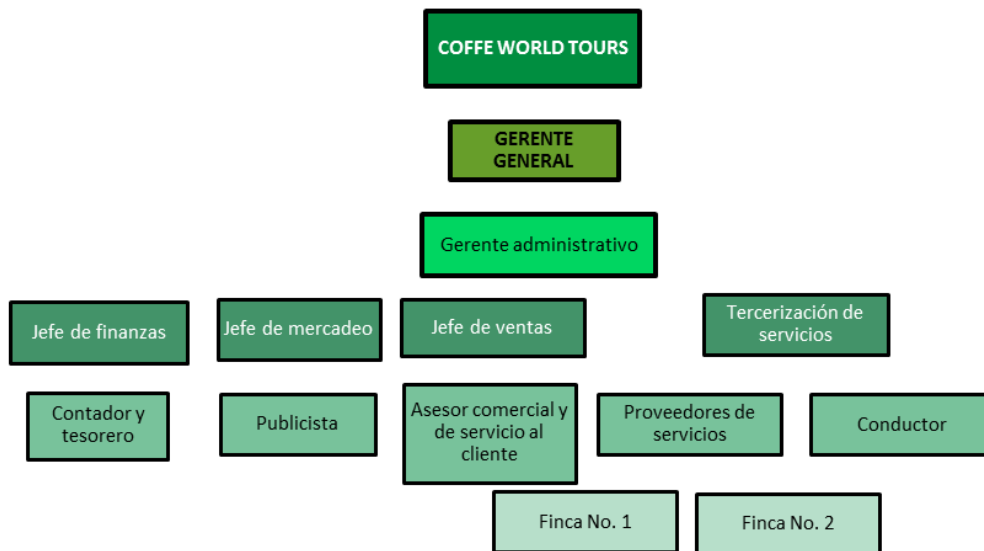 COFFE WORLD TOURS
GERENTE
GENERAL
Gerente administrativo
Jefe de finanzas
Jefe de mercadeo
Jefe de ventas
Tercerización de
servicios
Contador y
tesorero
Publicista
Asesor comercial y
de servicio al
cliente
Proveedores de
servicios
Conductor
Finca No. 1
Finca No. 2